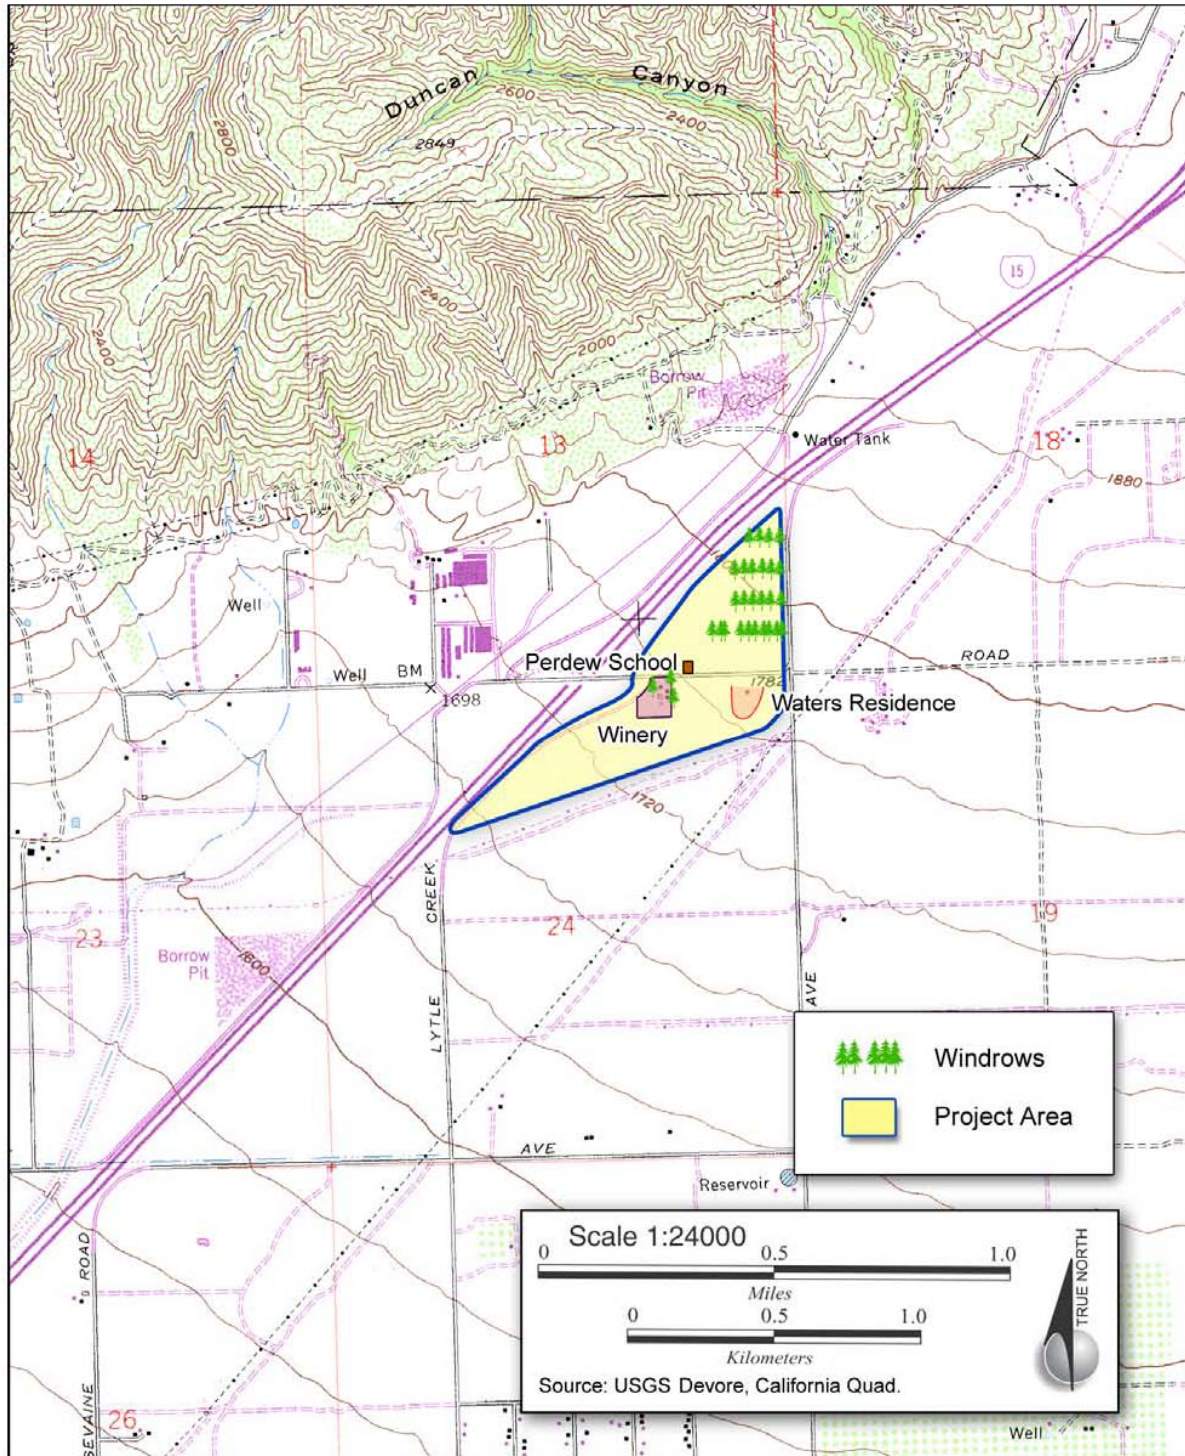 Duncan Canyon
2600
2400
2800
2849
15
2400
2400
2000
Borrow
Pit
14
13
Water Tank
18
1880
Well
Perdew School
ROAD
Well
BM
1782
1698
Waters Residence
Winery
1720
CREEK
23
24
19
Borrow
Pit
1600
AVE
LYTLE
Windrows
Project Area
AVE
Reservoir
ROAD
Scale 1:24000
0 0.5 1.0
Miles
0 0.5 1.0
Kilometers
TRUE NORTH
Source: USGS Devore, California Quad.
SEVAINE
26
Well